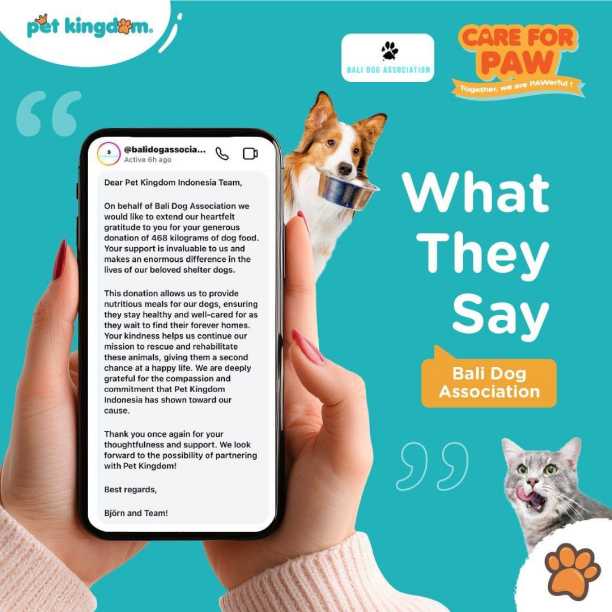 pet kingdom.
BALI DOG ASSOCIATION
CARE FOR
PAW
Together, we are PAWerful !
@balidogassocia...
Active 6h ago
Dear Pet Kingdom Indonesia Team,
On behalf of Bali Dog Association we
would like to extend our heartfelt
gratitude to you for your generous
donation of 468 kilograms of dog food.
Your support is invaluable to us and
makes an enormous difference in the
lives of our beloved shelter dogs.
This donation allows us to provide
nutritious meals for our dogs, ensuring
they stay healthy and well-cared for as
they wait to find their forever homes.
Your kindness helps us continue our
mission to rescue and rehabilitate
these animals, giving them a second
chance at a happy life. We are deeply
grateful for the compassion and
commitment that Pet Kingdom
Indonesia has shown toward our
cause.
Thank you once again for your
thoughtfulness and support. We look
forward to the possibility of partnering
with Pet Kingdom!
Best regards,
Björn and Team!
What
They
Say
Bali Dog
Association